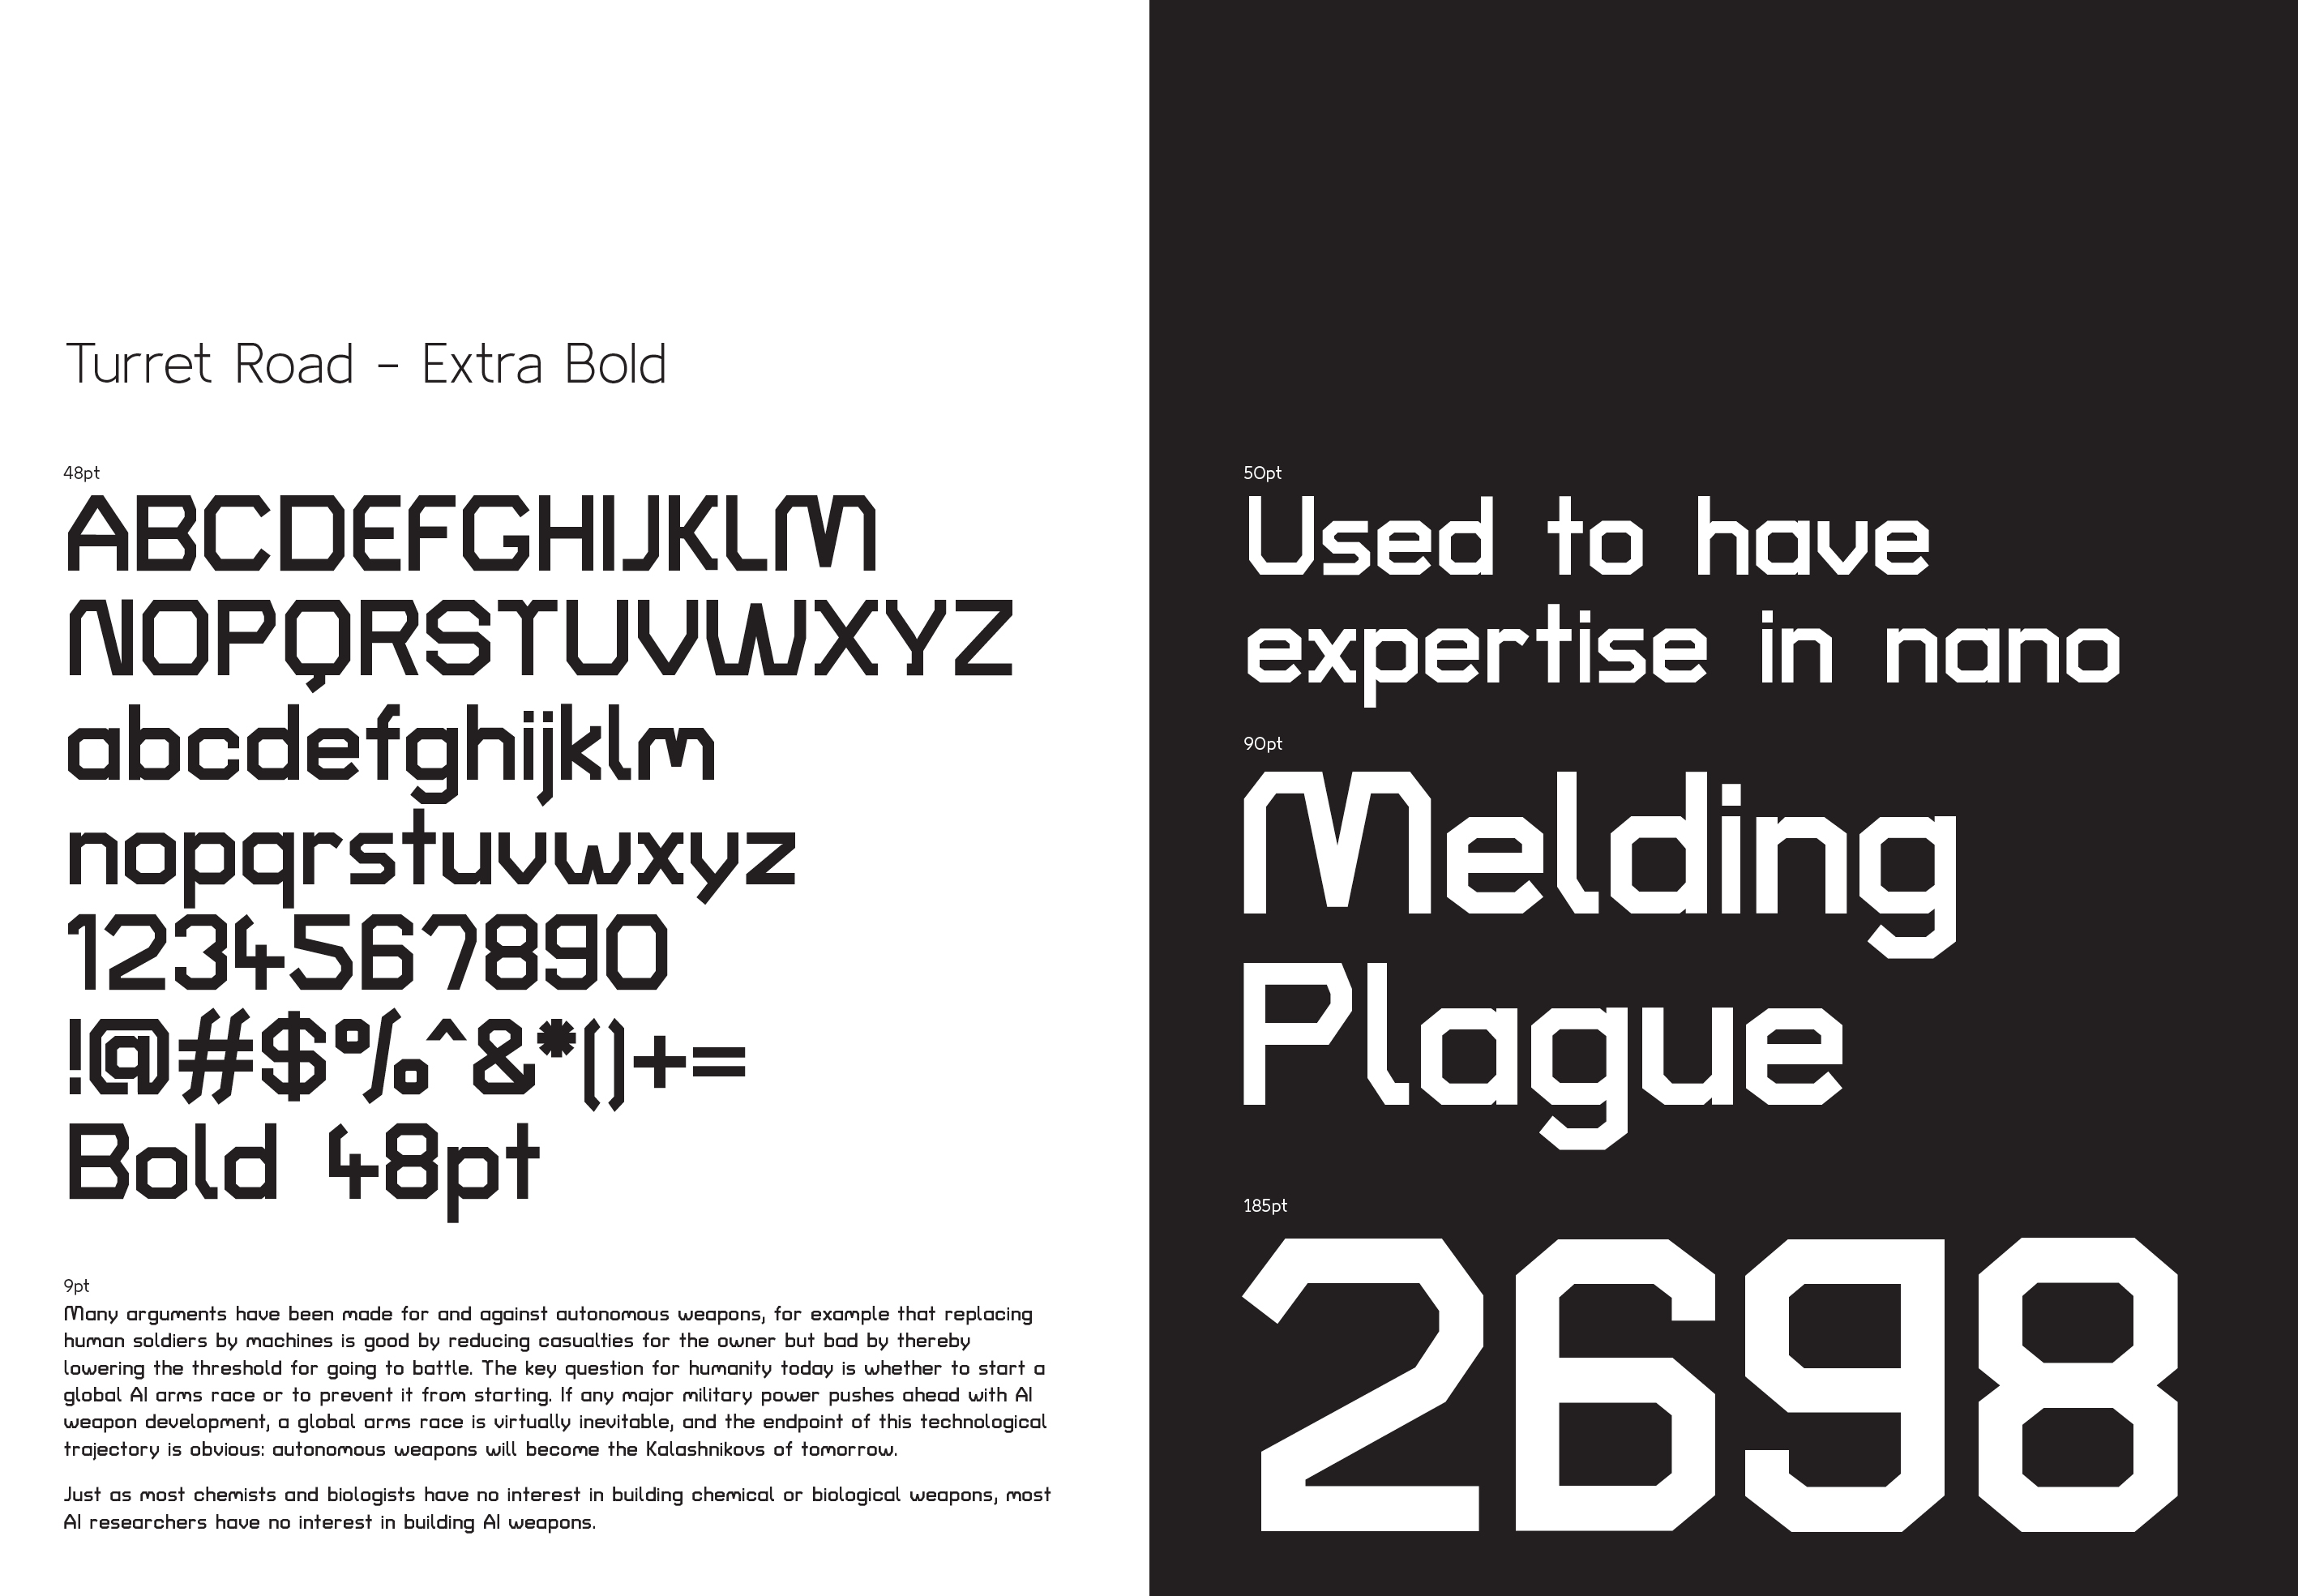 Turret Road - Extra Bold
48pt
ABCDEFGHIJKLM
NOPQRSTUVWXYZ
abcdefghijklm
nopqrstuvwxyz
1234567890
!@#$%^&*()+=
Bold 48pt
9pt
Many arguments have been made for and against autonomous weapons, for example that replacing
human soldiers by machines is good by reducing casualties for the owner but bad by thereby
lowering the threshold for going to battle. The key question for humanity today is whether to start a
global AI arms race or to prevent it from starting. If any major military power pushes ahead with AI
weapon development, a global arms race is virtually inevitable, and the endpoint of this technological
trajectory is obvious: autonomous weapons will become the Kalashnikovs of tomorrow.
Just as most chemists and biologists have no interest in building chemical or biological weapons, most
AI researchers have no interest in building AI weapons.
50pt
Used to have
expertise in nano
90pt
Melding
Plague
185pt
2698